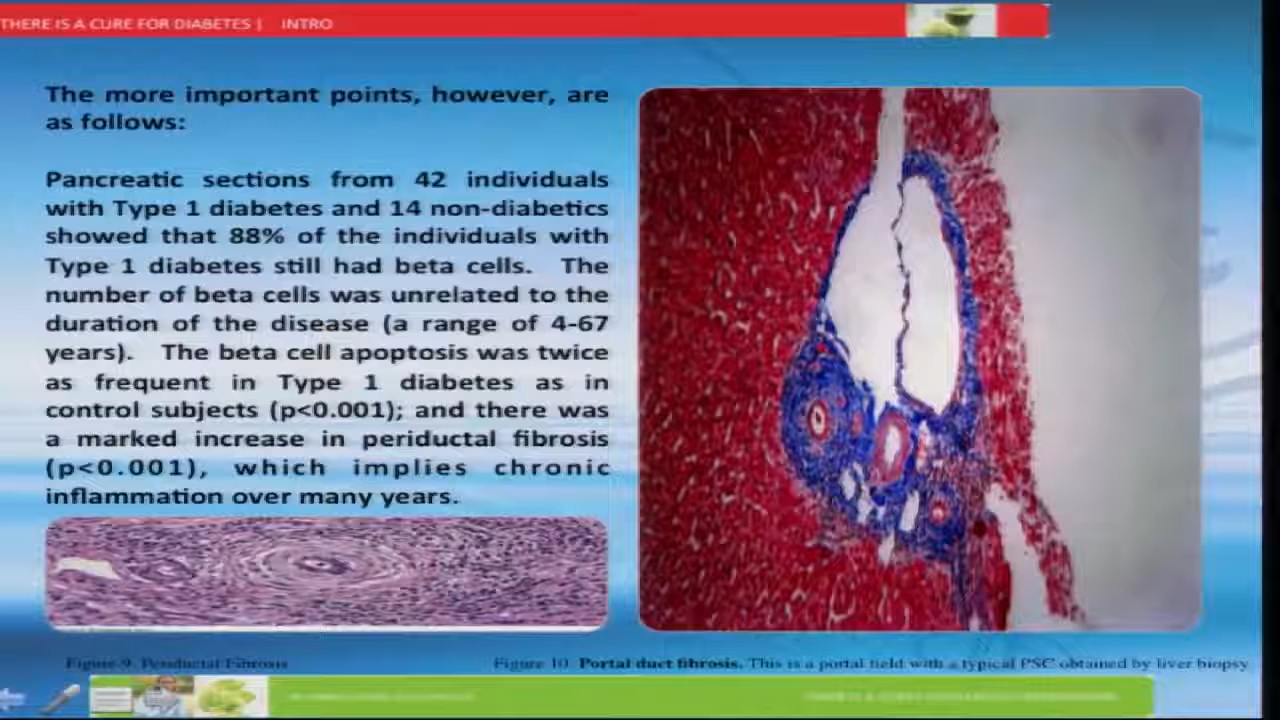 THERE IS A CURE FOR DIABETES | INTRO
The more important points, however, are
as follows:
Pancreatic sections from 42 individuals
with Type 1 diabetes and 14 non-diabetics
showed that 88% of the individuals with
Type 1 diabetes still had beta cells. The
number of beta cells was unrelated to the
duration of the disease (a range of 4-67
years). The beta cell apoptosis was twice
as frequent in Type 1 diabetes as in
control subjects (p<0.001); and there was
a marked increase in periductal fibrosis
(p<0.001), which implies chronic
inflammation over many years.
Figure 9. Periductal Fibrosis
Figure 10. Portal duct fibrosis. This is a portal field with a typical PSC obtained by liver biopsy